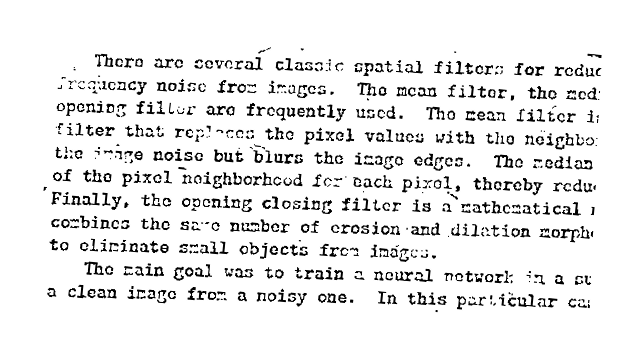 There are several classic spatial filters for reduc
frequency noise from images. The mean filter, the medi
opening filter are frequently used. The mean filter is
filter that replaces the pixel values with the neighbo
the image noise but blurs the image edges. The median
of the pixel neighborhood for each pixel, thereby redu
Finally, the opening closing filter is a mathematical
combines the same number of erosion and dilation morph
to eliminate small objects from images.
The main goal was to train a neural network in a su
a clean image from a noisy one. In this particular ca